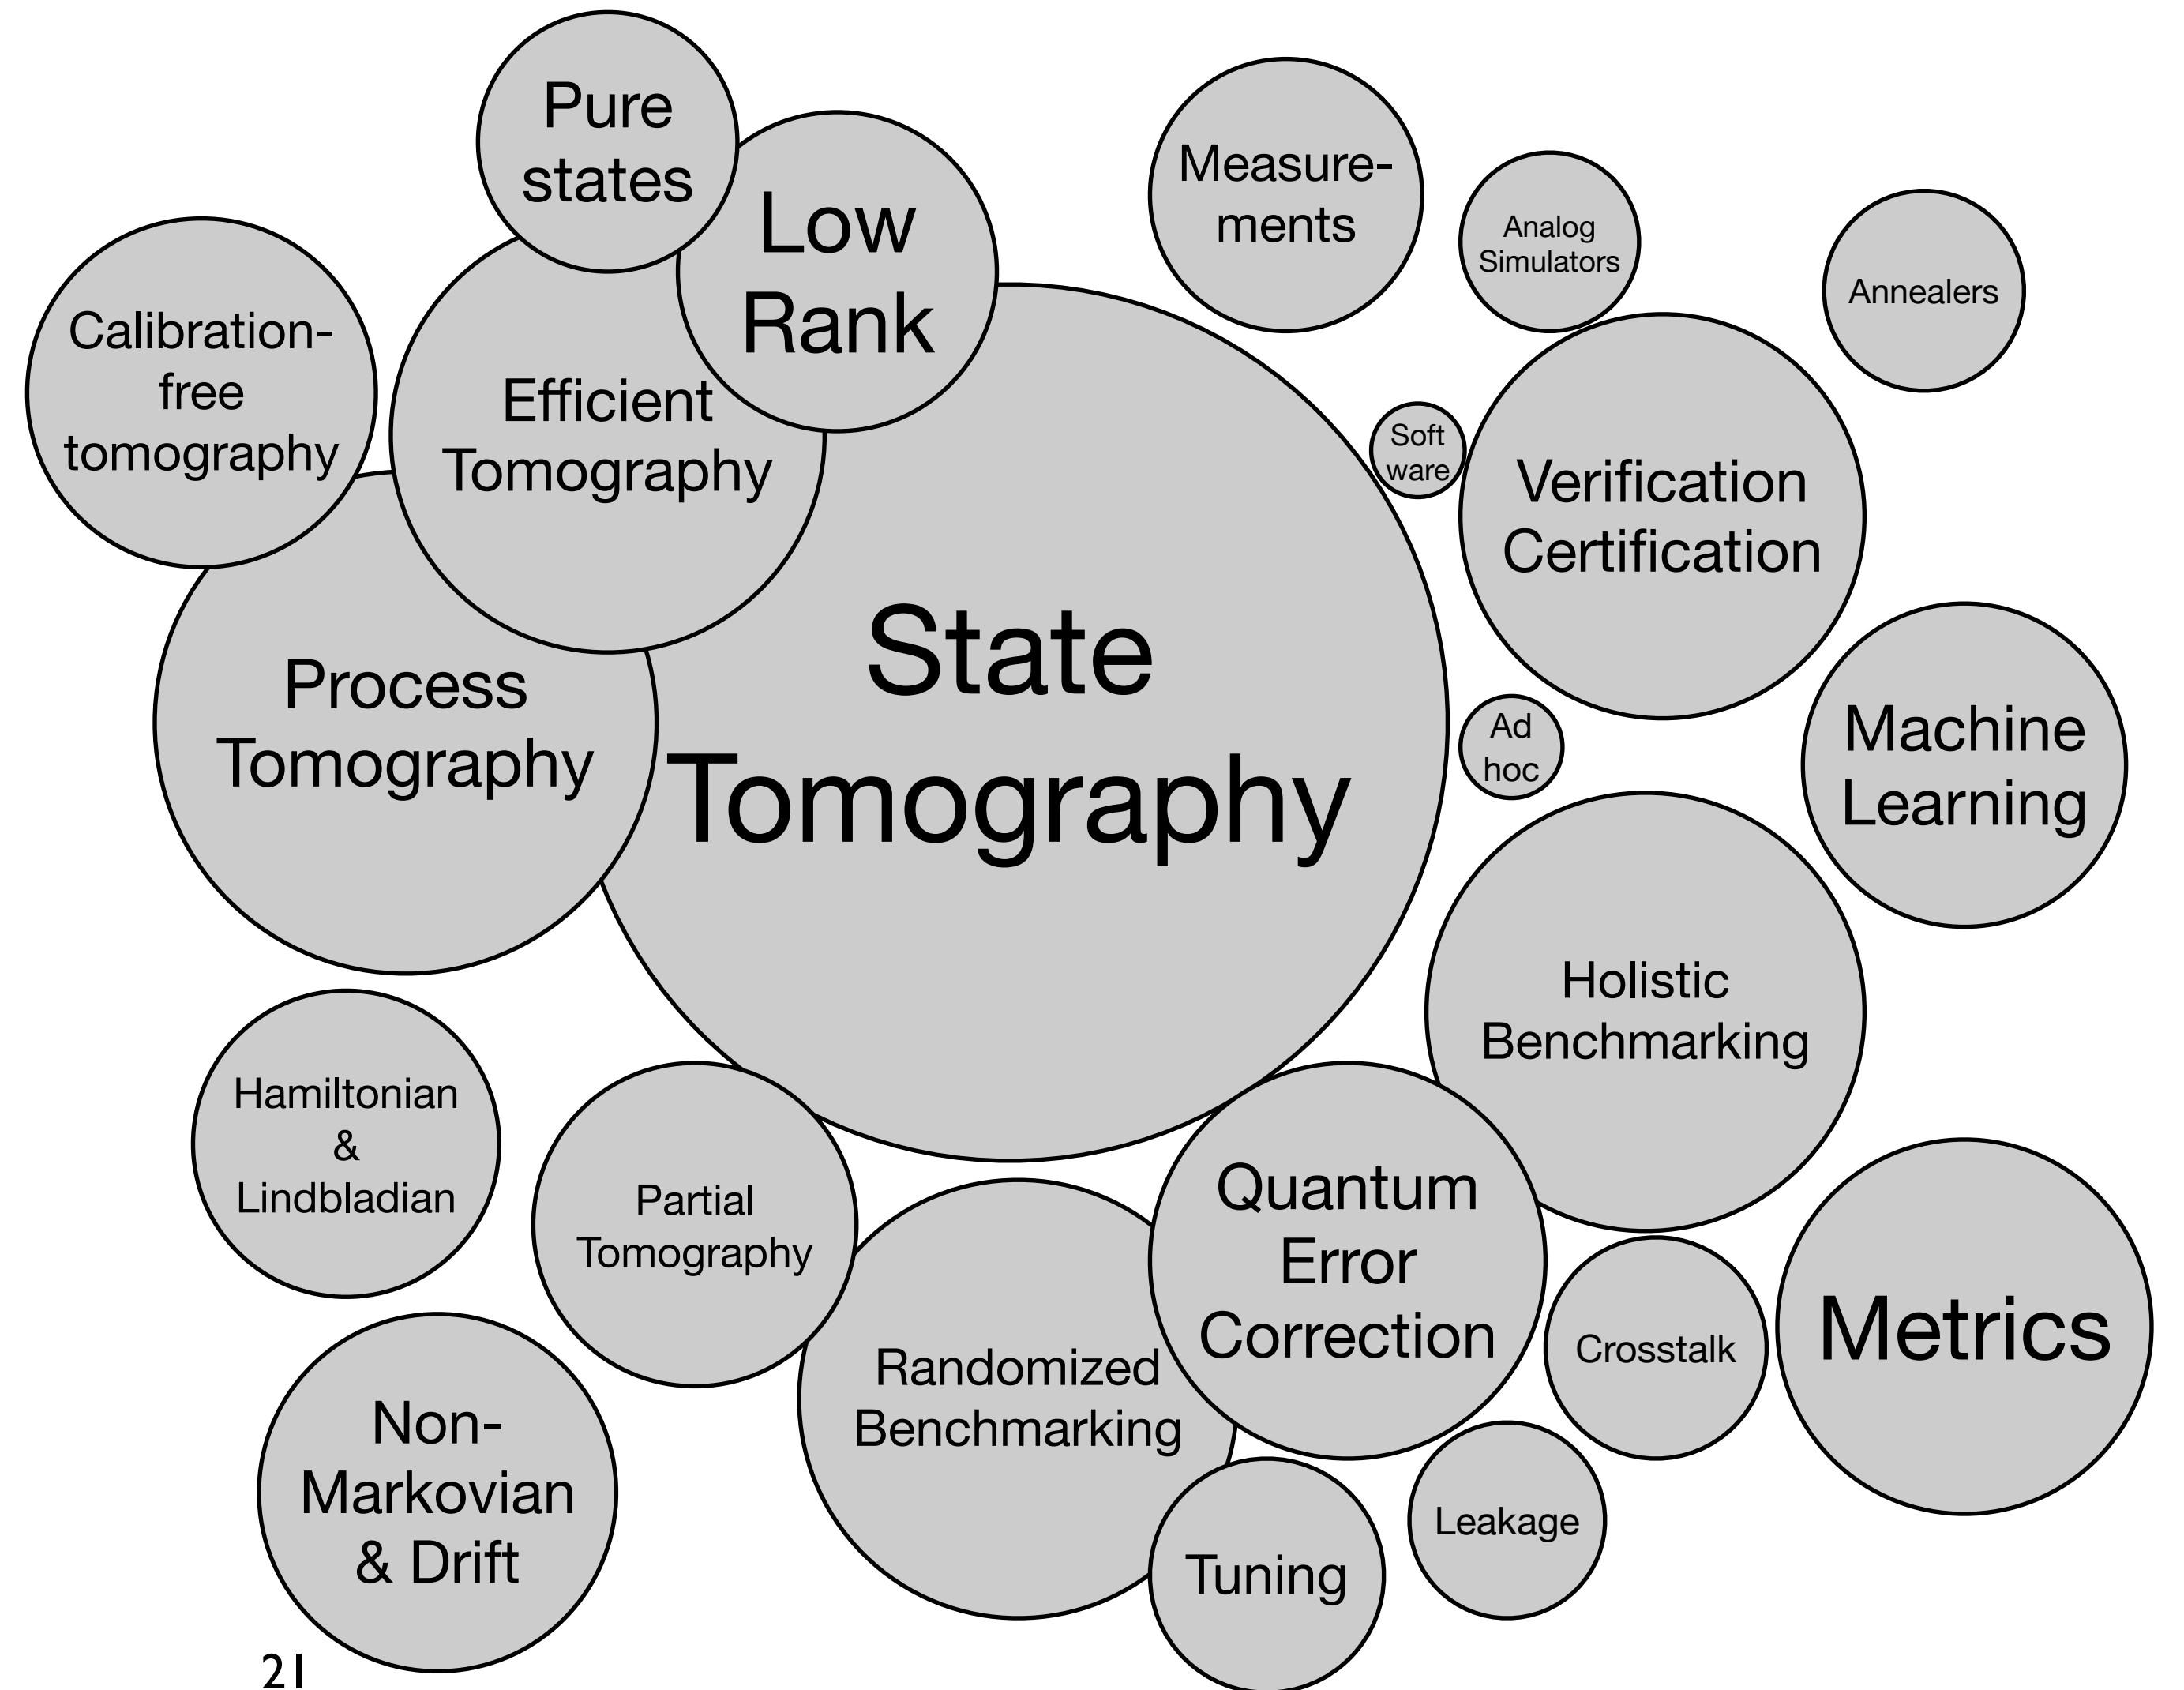 Pure
states
Low
Rank
Measure-
ments
Analog
Simulators
Annealers
Calibration-
free
tomography
Efficient
Tomography
Soft
ware
Verification
Certification
State
Tomography
Process
Tomography
Ad
hoc
Machine
Learning
Holistic
Benchmarking
Hamiltonian
&
Lindbladian
Partial
Tomography
Quantum
Error
Correction
Randomized
Benchmarking
Crosstalk
Metrics
Non-
Markovian
& Drift
Tuning
Leakage
21